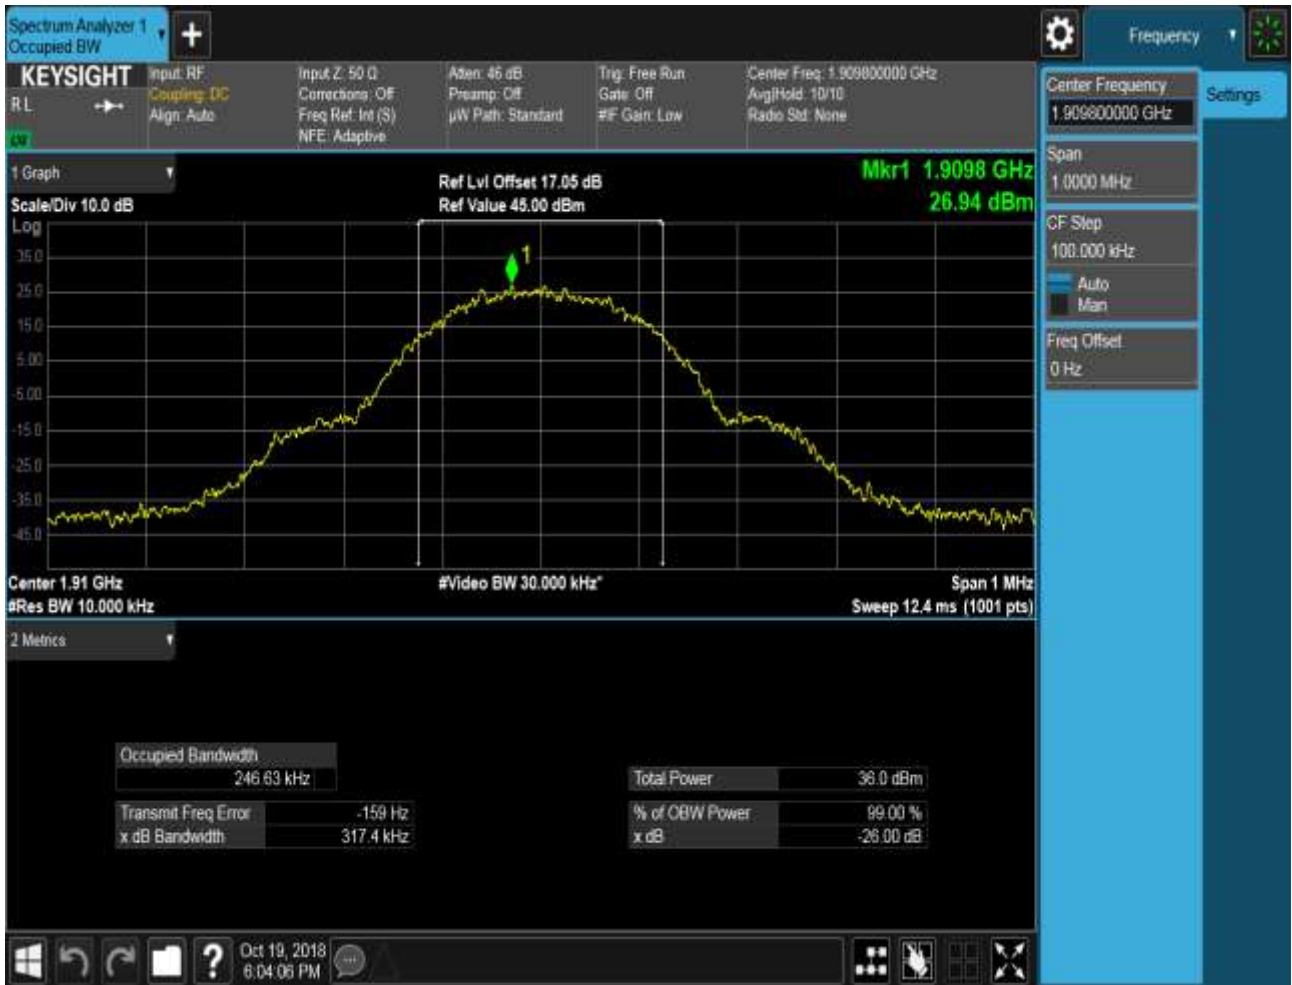 Spectrum Analyzer 1
Occupied BW
Frequency
KEYSIGHT
R L
LXI
Input: RF
Coupling: DC
Align: Auto
Input Z: 50 Ω
Corrections: Off
Freq Ref: Int (S)
NFE: Adaptive
Atten: 46 dB
Preamp: Off
µW Path: Standard
Trig: Free Run
Gate: Off
#IF Gain: Low
Center Freq: 1.909800000 GHz
Avg|Hold: 10/10
Radio Std: None
Center Frequency
1.909800000 GHz
Settings
Span
1.0000 MHz
CF Step
100.000 kHz
Auto
Man
Freq Offset
0 Hz
1 Graph
Scale/Div 10.0 dB
Ref Lvl Offset 17.05 dB
Ref Value 45.00 dBm
Mkr1 1.9098 GHz
26.94 dBm
Log
35.0
25.0
15.0
5.00
-5.00
-15.0
-25.0
-35.0
-45.0
1
Center 1.91 GHz
#Res BW 10.000 kHz
#Video BW 30.000 kHz*
Span 1 MHz
Sweep 12.4 ms (1001 pts)
2 Metrics
Occupied Bandwidth
246.63 kHz
Transmit Freq Error -159 Hz
x dB Bandwidth 317.4 kHz
Total Power 36.0 dBm
% of OBW Power 99.00 %
x dB -26.00 dB
Oct 19, 2018
6:04:06 PM